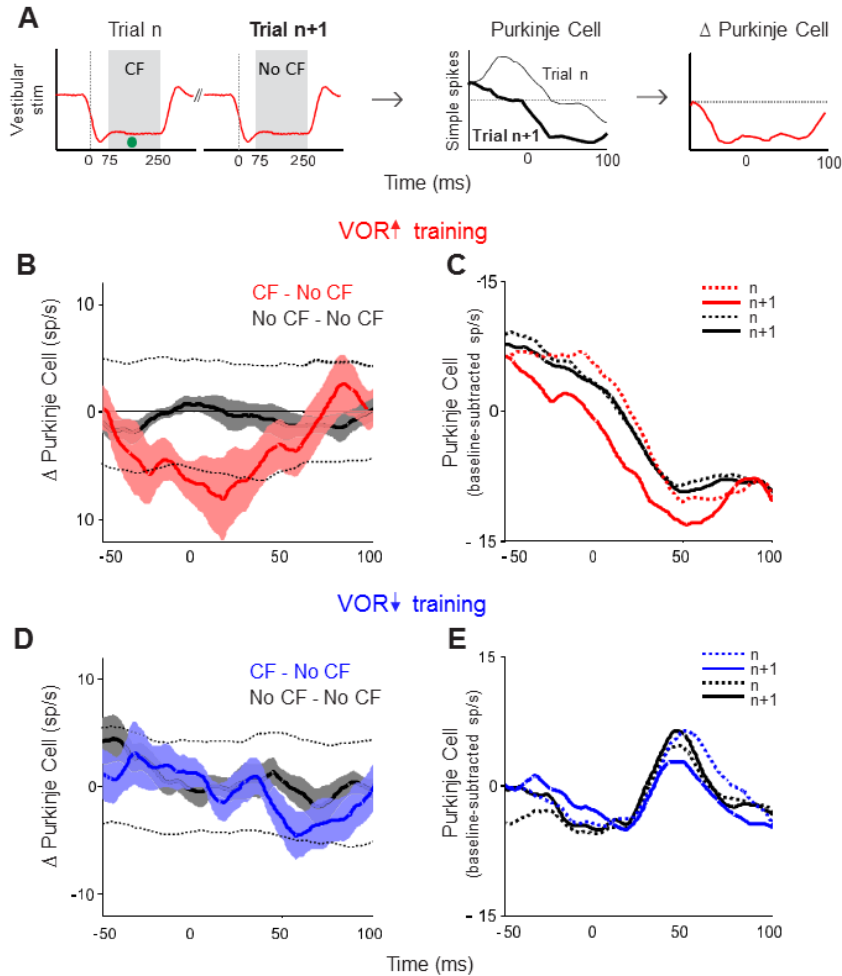 A
Trial n
Trial n+1
Purkinje Cell
Δ Purkinje Cell
Vestibular
stim
CF
//
No CF
→
Simple spikes
Trial n
Trial n+1
→
0 75 250
0 75 250
0 100
0 100
Time (ms)
VOR↑ training
B
Δ Purkinje Cell (sp/s)
10
0
10
CF - No CF
No CF - No CF
-50 0 50 100
C
Purkinje Cell
(baseline-subtracted sp/s)
-15
0
- 15
n
n+1
n
n+1
-50 0 50 100
VOR↓ training
D
Δ Purkinje Cell (sp/s)
10
0
-10
CF - No CF
No CF - No CF
-50 0 50 100
E
Purkinje Cell
(baseline-subtracted sp/s)
15
0
- 15
n
n+1
n
n+1
-50 0 50 100
Time (ms)